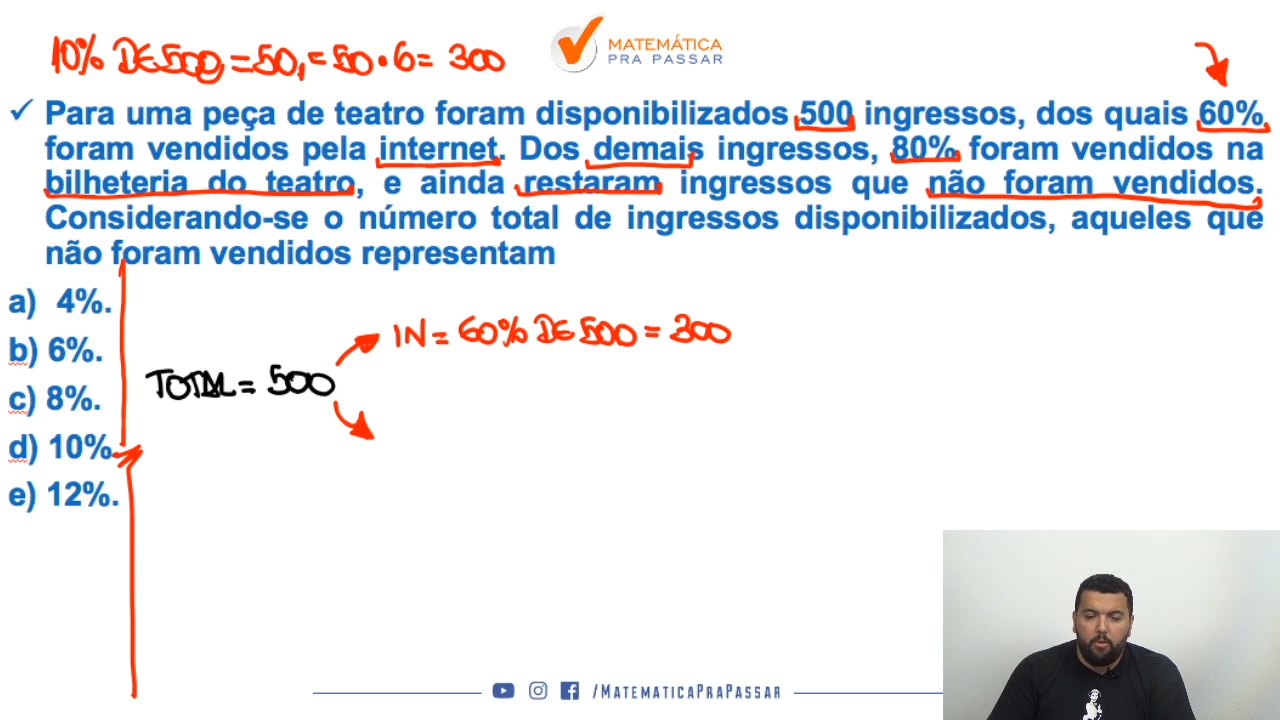 10% DE 500, = 50, = 50 • 6 = 300
MATEMÁTICA
PRA PASSAR
✓ Para uma peça de teatro foram disponibilizados 500 ingressos, dos quais 60%
foram vendidos pela internet. Dos demais ingressos, 80% foram vendidos na
bilheteria do teatro, e ainda restaram ingressos que não foram vendidos.
Considerando-se o número total de ingressos disponibilizados, aqueles que
não foram vendidos representam
a) 4%.
b) 6%.
c) 8%.
d) 10%.
e) 12%.
IN = 60% DE 500 = 300
TOTAL = 500
/MATEMATICAPRAPASSAR